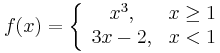 f(x) = { x³, x ≥ 1
3x − 2, x < 1